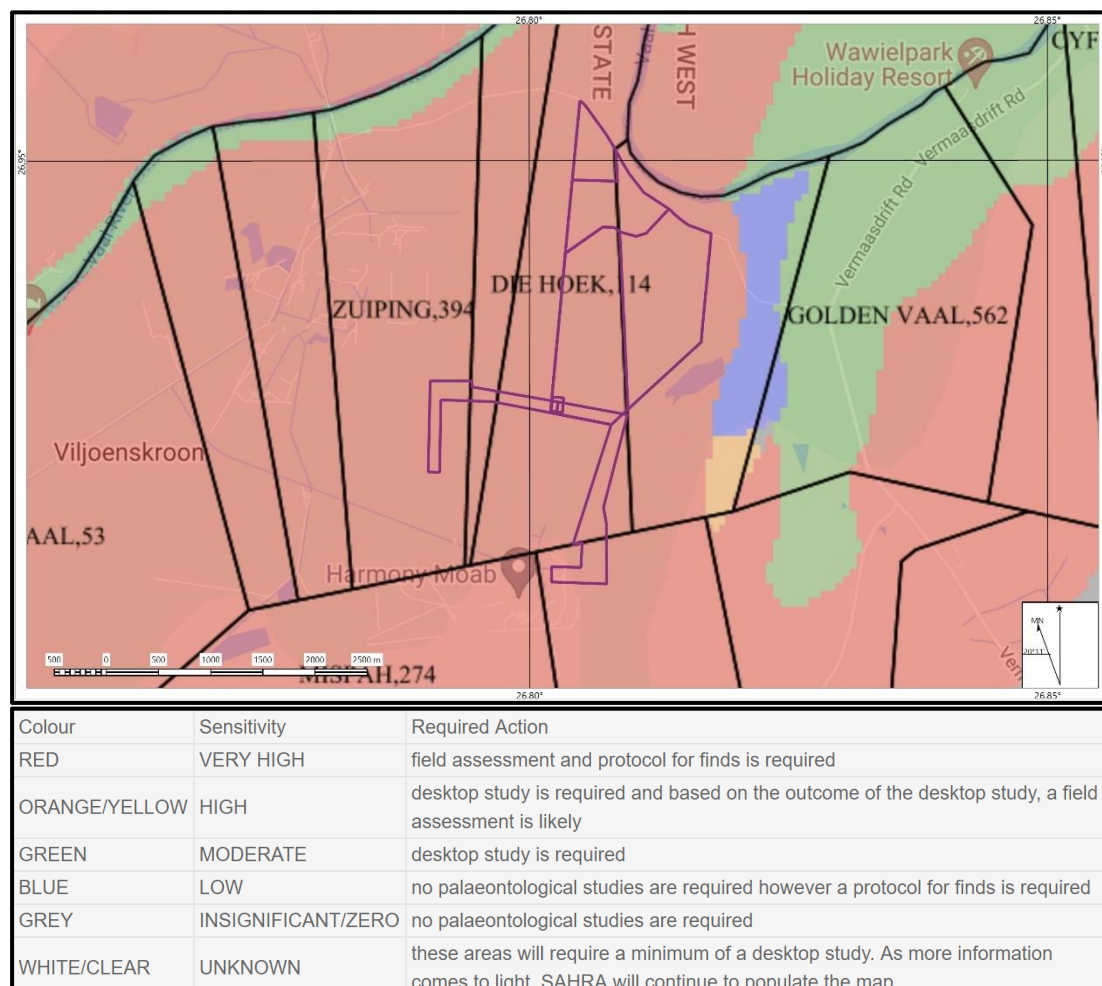 26.80°
26.85°
STATE
Vaal
H WEST
CYF
Wawielpark
Holiday Resort
Vermaasdrift Rd
26.95°
Vaal River
Vermaasdrift Rd
DIE HOEK,114
ZUIPING,394
GOLDEN VAAL,562
Viljoenskroon
AAL,53
Harmony Moab
MISPAH,274
500 0 500 1000 1500 2000 2500 m
MN
20°11'
Verm
26.80°
26.85°
Colour Sensitivity Required Action
RED VERY HIGH field assessment and protocol for finds is required
ORANGE/YELLOW HIGH desktop study is required and based on the outcome of the desktop study, a field
assessment is likely
GREEN MODERATE desktop study is required
BLUE LOW no palaeontological studies are required however a protocol for finds is required
GREY INSIGNIFICANT/ZERO no palaeontological studies are required
WHITE/CLEAR UNKNOWN these areas will require a minimum of a desktop study. As more information
comes to light, SAHRA will continue to populate the map.